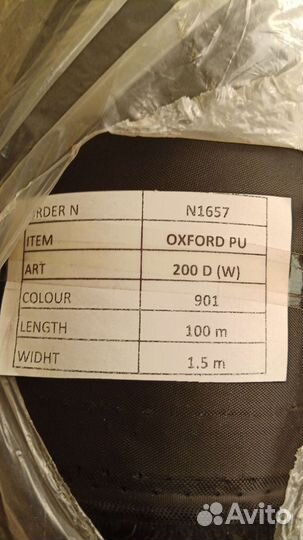 RDER N N1657
ITEM OXFORD PU
ART 200 D (W)
COLOUR 901
LENGTH 100 m
WIDHT 1.5 m
Avito